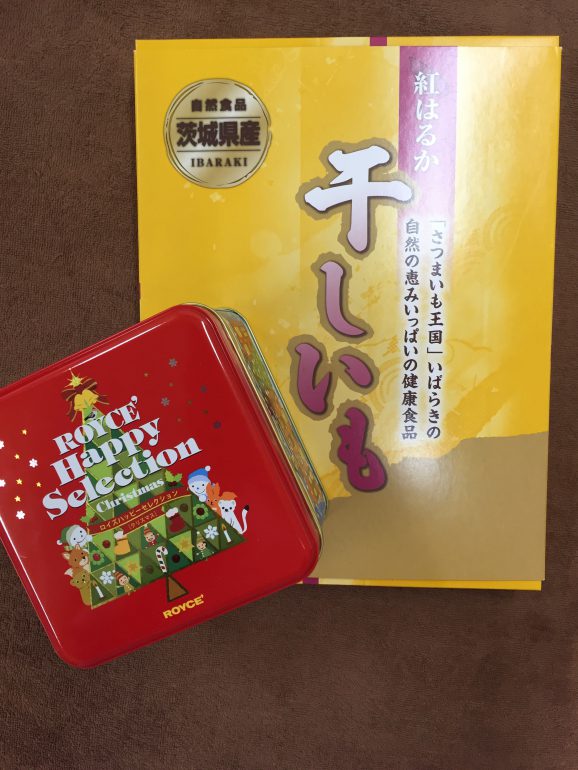 自然食品
茨城県産
IBARAKI
紅はるか
干しいも
「さつまいも王国」いばらきの
自然の恵みいっぱいの健康食品
ROYCE'
Happy
Selection
Christmas
ロイズハッピーセレクション
(クリスマス)
ROYCE'